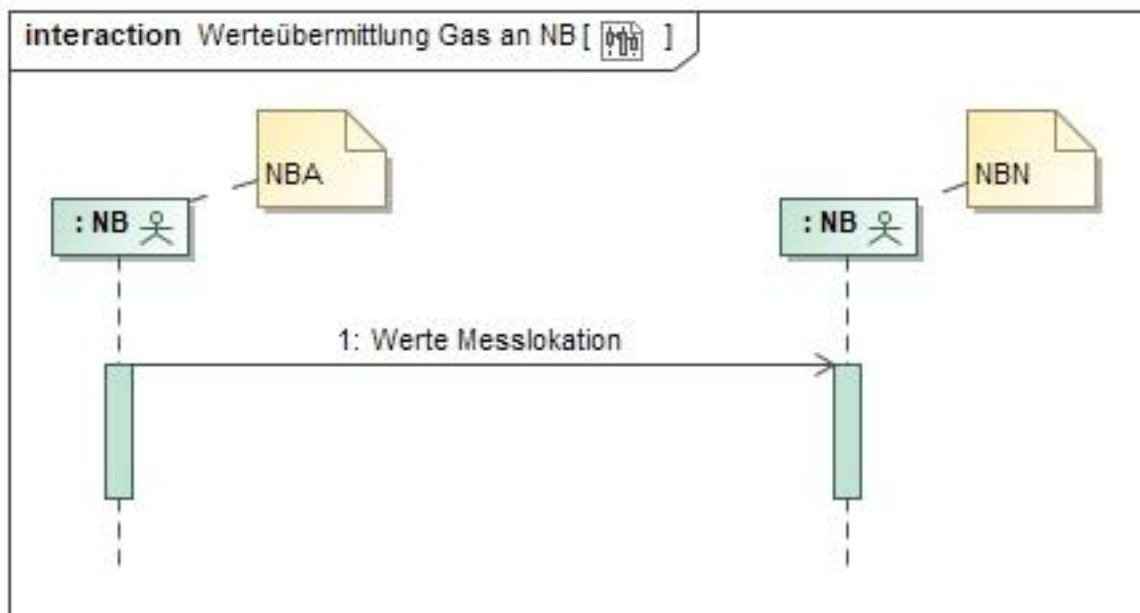 interaction Werteübermittlung Gas an NB [ ]
NBA
NBN
: NB
: NB
1: Werte Messlokation